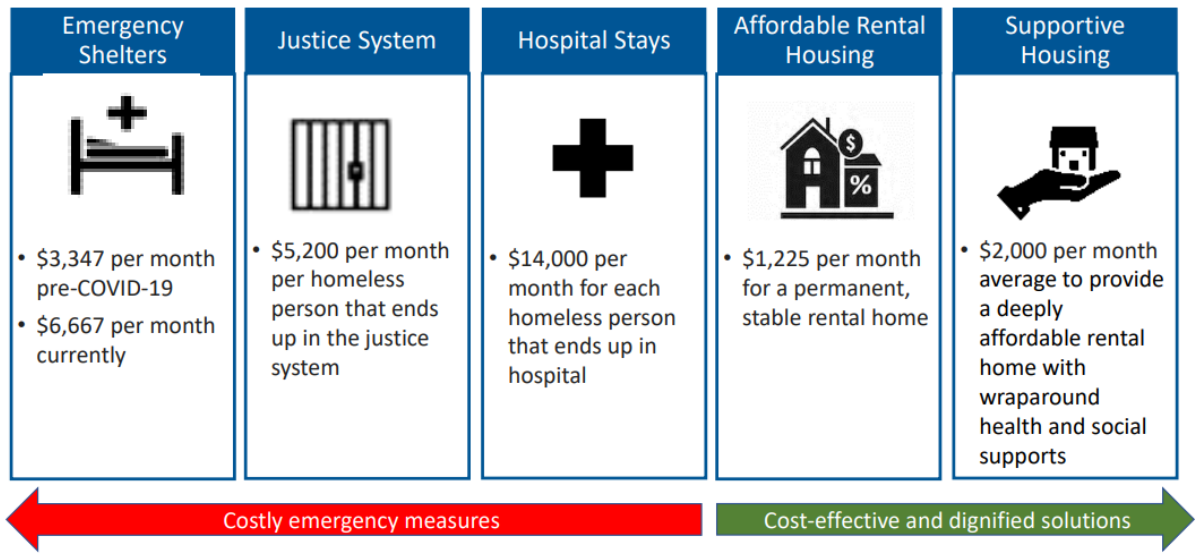 Emergency
Shelters
Justice System
Hospital Stays
Affordable Rental
Housing
Supportive
Housing
$
%
• $3,347 per month
pre-COVID-19
• $6,667 per month
currently
• $5,200 per month
per homeless
person that ends
up in the justice
system
• $14,000 per
month for each
homeless person
that ends up in
hospital
• $1,225 per month
for a permanent,
stable rental home
• $2,000 per month
average to provide
a deeply
affordable rental
home with
wraparound
health and social
supports
Costly emergency measures
Cost-effective and dignified solutions